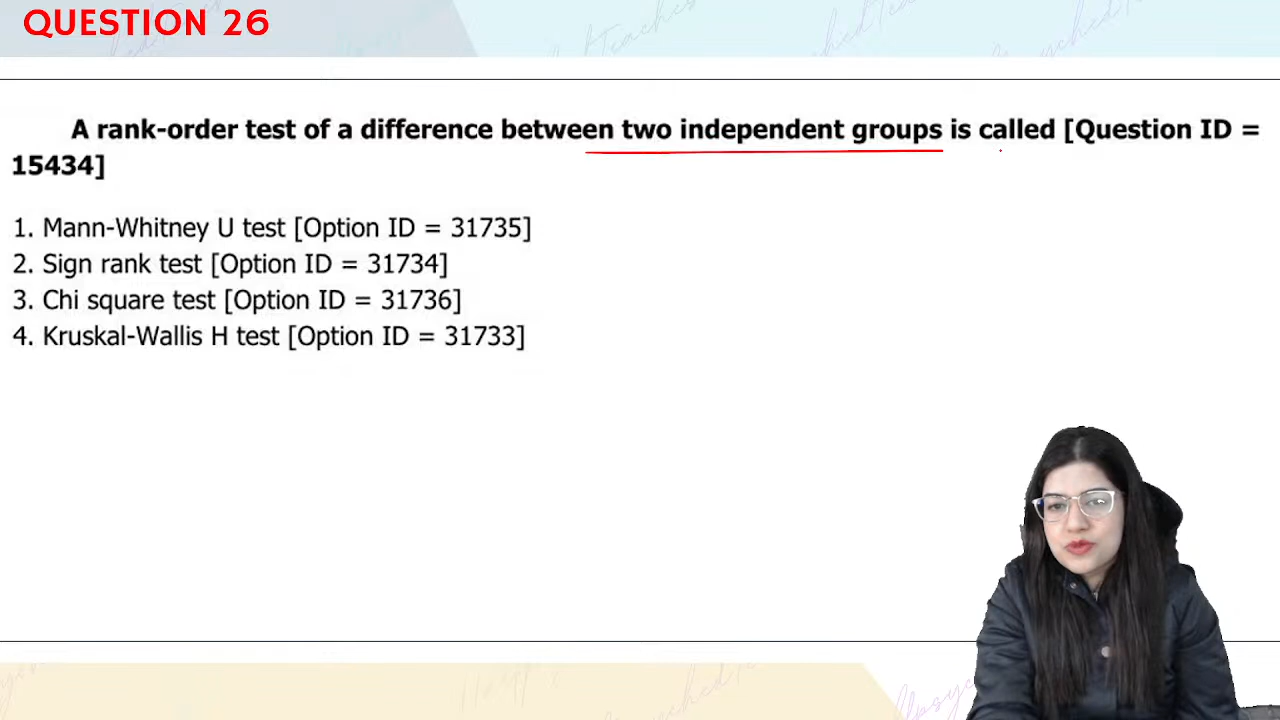 QUESTION 26
A rank-order test of a difference between two independent groups is called [Question ID =
15434]
1. Mann-Whitney U test [Option ID = 31735]
2. Sign rank test [Option ID = 31734]
3. Chi square test [Option ID = 31736]
4. Kruskal-Wallis H test [Option ID = 31733]